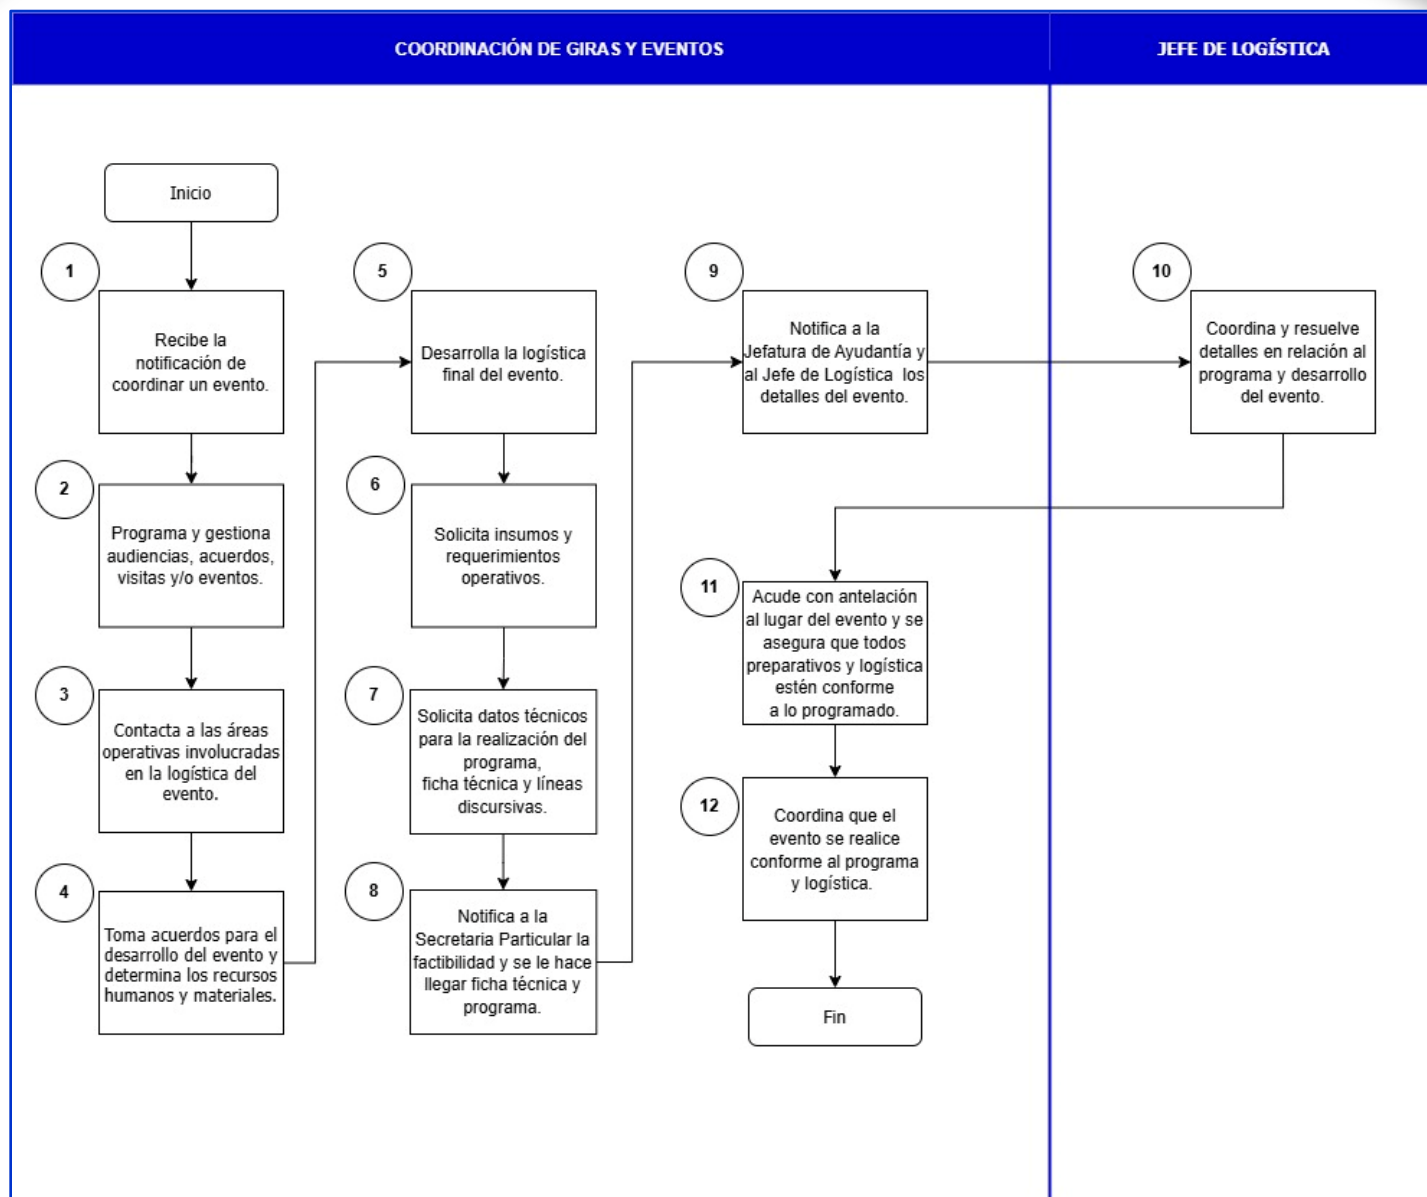 COORDINACIÓN DE GIRAS Y EVENTOS
JEFE DE LOGÍSTICA
Inicio
1
Recibe la
notificación de
coordinar un evento.
2
Programa y gestiona
audiencias, acuerdos,
visitas y/o eventos.
3
Contacta a las áreas
operativas involucradas
en la logística del
evento.
4
Toma acuerdos para el
desarrollo del evento y
determina los recursos
humanos y materiales.
5
Desarrolla la logística
final del evento.
6
Solicita insumos y
requerimientos
operativos.
7
Solicita datos técnicos
para la realización del
programa,
ficha técnica y líneas
discursivas.
8
Notifica a la
Secretaria Particular la
factibilidad y se le hace
llegar ficha técnica y
programa.
9
Notifica a la
Jefatura de Ayudantía y
al Jefe de Logística los
detalles del evento.
10
Coordina y resuelve
detalles en relación al
programa y desarrollo
del evento.
11
Acude con antelación
al lugar del evento y se
asegura que todos
preparativos y logística
estén conforme
a lo programado.
12
Coordina que el
evento se realice
conforme al programa
y logística.
Fin